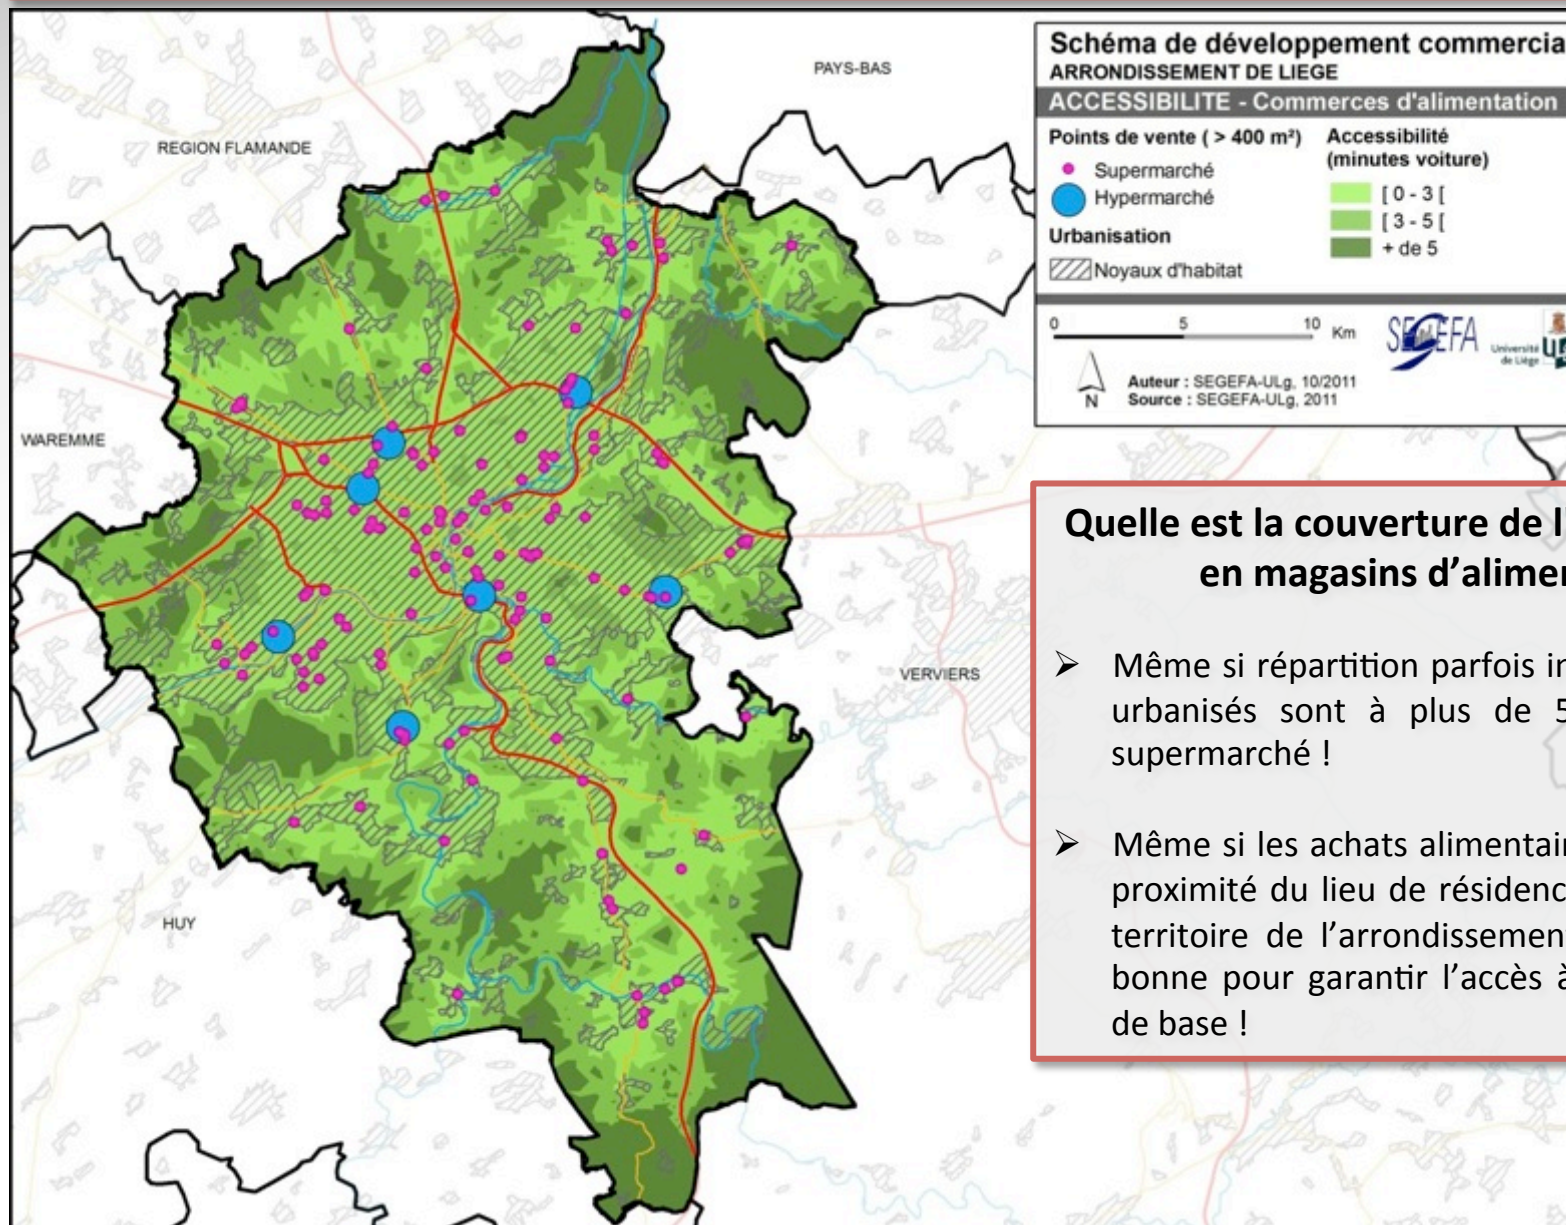 PAYS-BAS
REGION FLAMANDE
WAREMME
VERVIERS
HUY
Schéma de développement commercia
ARRONDISSEMENT DE LIEGE
ACCESSIBILITE - Commerces d'alimentation
Points de vente ( > 400 m²)
Supermarché
Hypermarché
Urbanisation
Noyaux d'habitat
Accessibilité
(minutes voiture)
[ 0 - 3 [
[ 3 - 5 [
+ de 5
0 5 10 Km
N
Auteur : SEGEFA-ULg, 10/2011
Source : SEGEFA-ULg, 2011
SEGEFA
Université
de Liège
Quelle est la couverture de l
en magasins d’alimen
➢ Même si répartition parfois in
urbanisés sont à plus de 5
supermarché !
➢ Même si les achats alimentair
proximité du lieu de résidenc
territoire de l’arrondissement
bonne pour garantir l’accès à
de base !